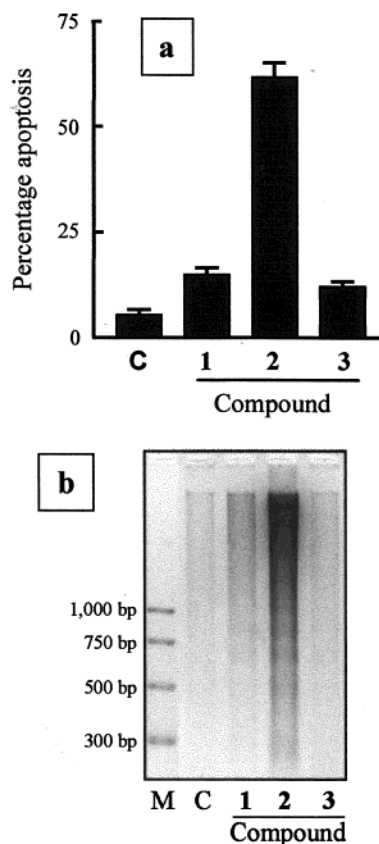 75
a
50
25
0
Percentage apoptosis
C 1 2 3
Compound
b
1,000 bp
750 bp
500 bp
300 bp
M C 1 2 3
Compound